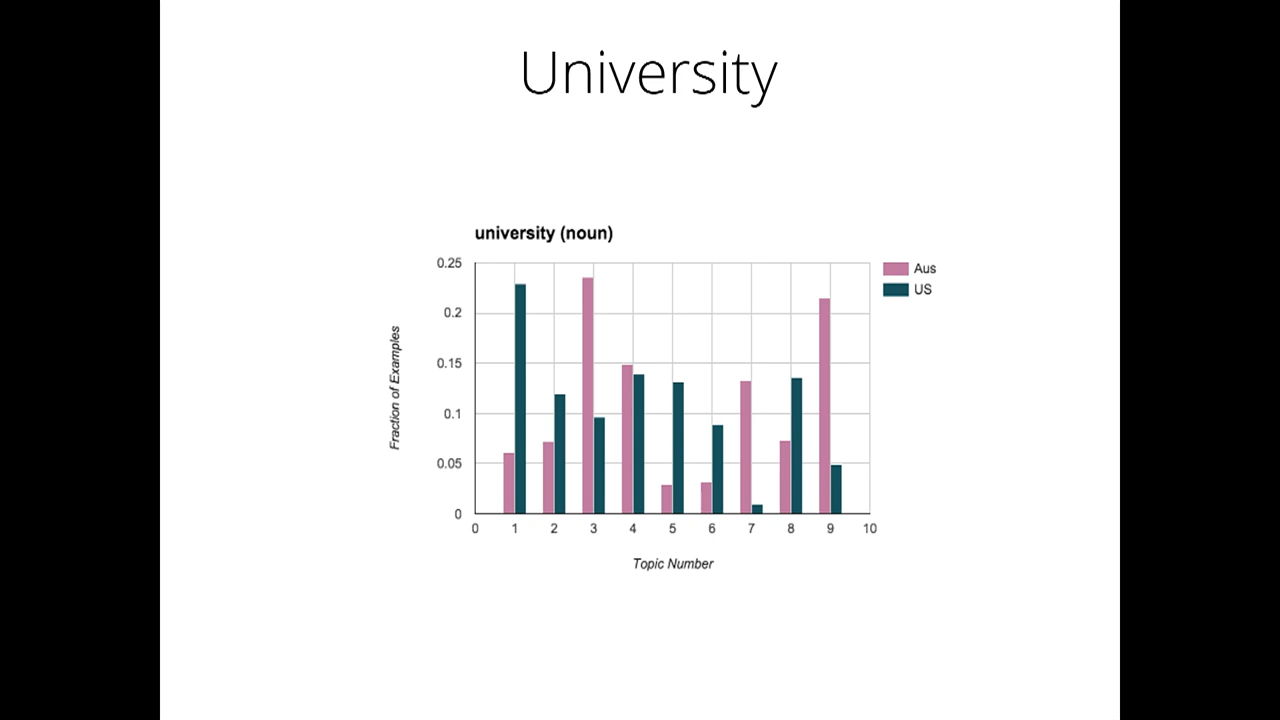 University
university (noun)
0.25
0.2
0.15
0.1
0.05
0
Fraction of Examples
0 1 2 3 4 5 6 7 8 9 10
Topic Number
Aus
US